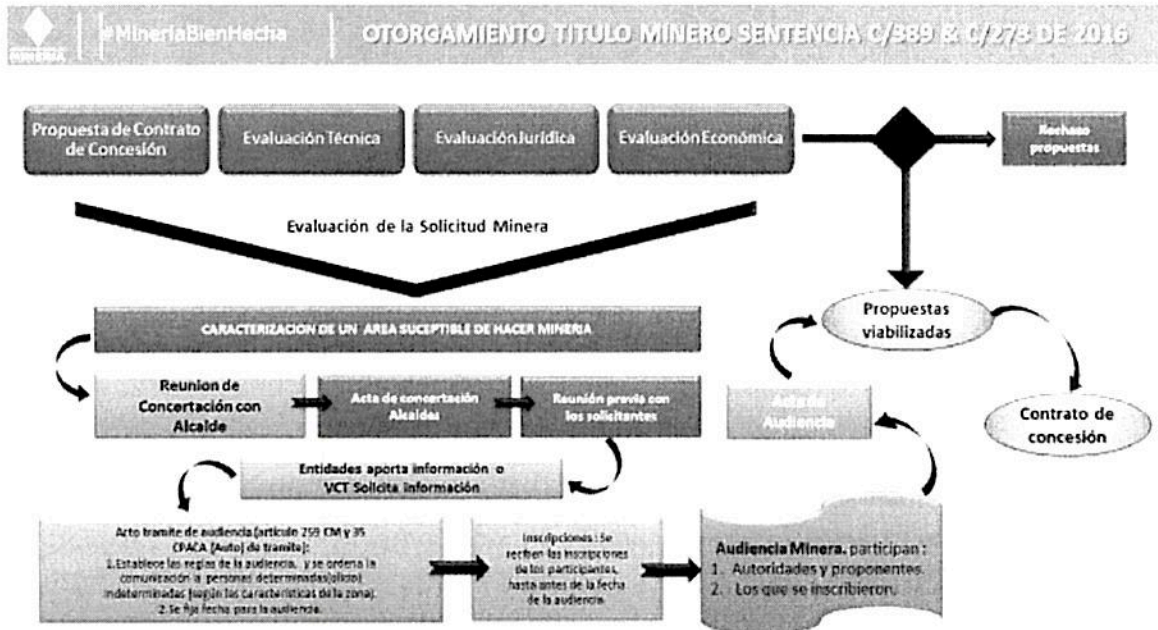 #MineríaBienHecha
OTORGAMIENTO TITULO MINERO SENTENCIA C/389 & C/273 DE 2016
Propuesta de Contrato
de Concesión
Evaluación Técnica
Evaluación Jurídica
Evaluación Económica
Rechazo
propuestas
Evaluación de la Solicitud Minera
Propuestas
viabilizadas
CARACTERIZACION DE UN AREA SUCEPTIBLE DE HACER MINERIA
Reunion de
Concertación con
Alcalde
Acta de concertación
Alcaldes
Reunión previa con
los solicitantes
Acta de
Audiencia
Contrato de
concesión
Entidades aporta información o
VCT Solicita Información
Acto tramite de audiencia (artículo 259 CM y 35
CPACA (Auto) de tramite):
1.Establece las reglas de la audiencia, y se ordena la
comunicación a personas determinadas(oficio)
indeterminadas (según las características de la zona).
2.Se fija fecha para la audiencia.
Inscripciones: Se
reciben las inscripciones
de los participantes,
hasta antes de la fecha
de la audiencia.
Audiencia Minera. participan :
1. Autoridades y proponentes.
2. Los que se inscribieron.